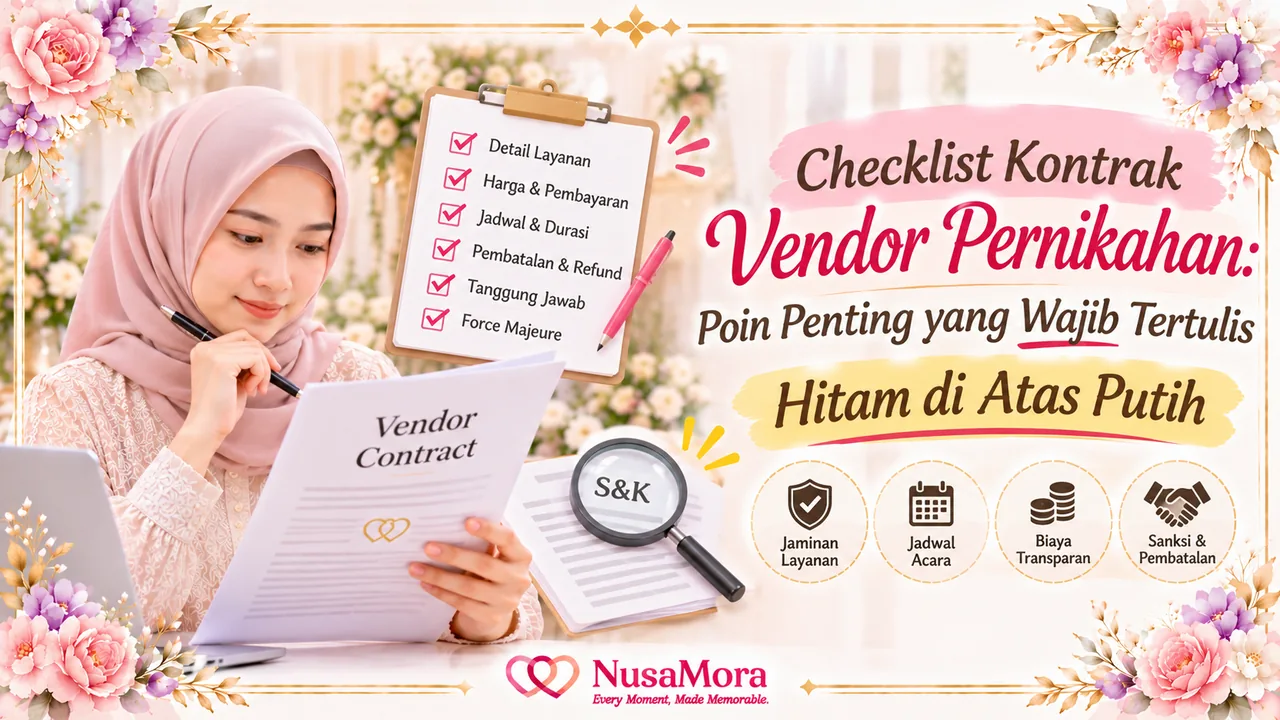 Detail Layanan
Harga & Pembayaran
Jadwal & Durasi
Pembatalan & Refund
Tanggung Jawab
Force Majeure
Vendor
Contract
S&K
Checklist Kontrak
Vendor Pernikahan:
Poin Penting yang Wajib Tertulis
Hitam di Atas Putih
Jaminan
Layanan
Jadwal
Acara
Biaya
Transparan
Sanksi &
Pembatalan
NusaMora
Every Moment, Made Memorable.